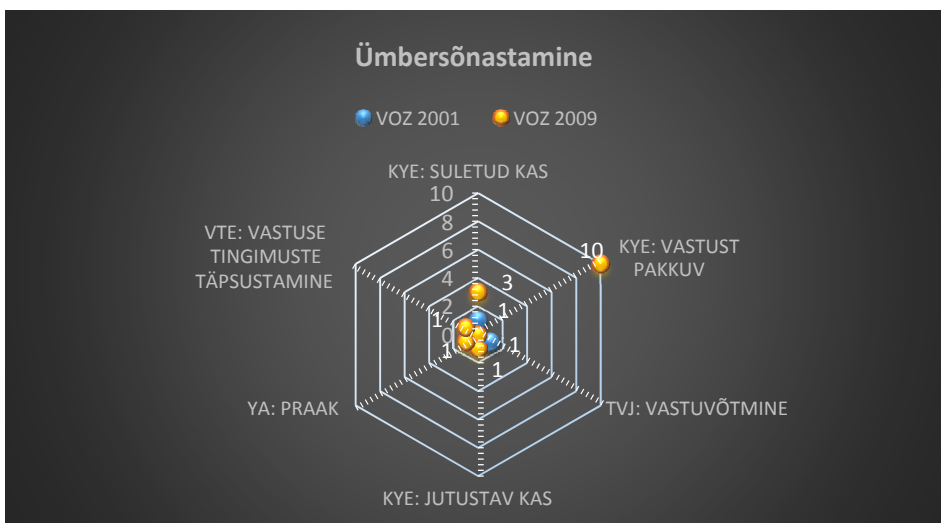 Ümbersõnastamine
VOZ 2001 VOZ 2009
KYE: SULETUD KAS
10
8
6
4
2
0
KYE: VASTUST
PAKKUV
TVJ: VASTUVÕTMINE
KYE: JUTUSTAV KAS
YA: PRAAK
VTE: VASTUSE
TINGIMUSTE
TÄPSUSTAMINE
10
3
1
1
1
1
1